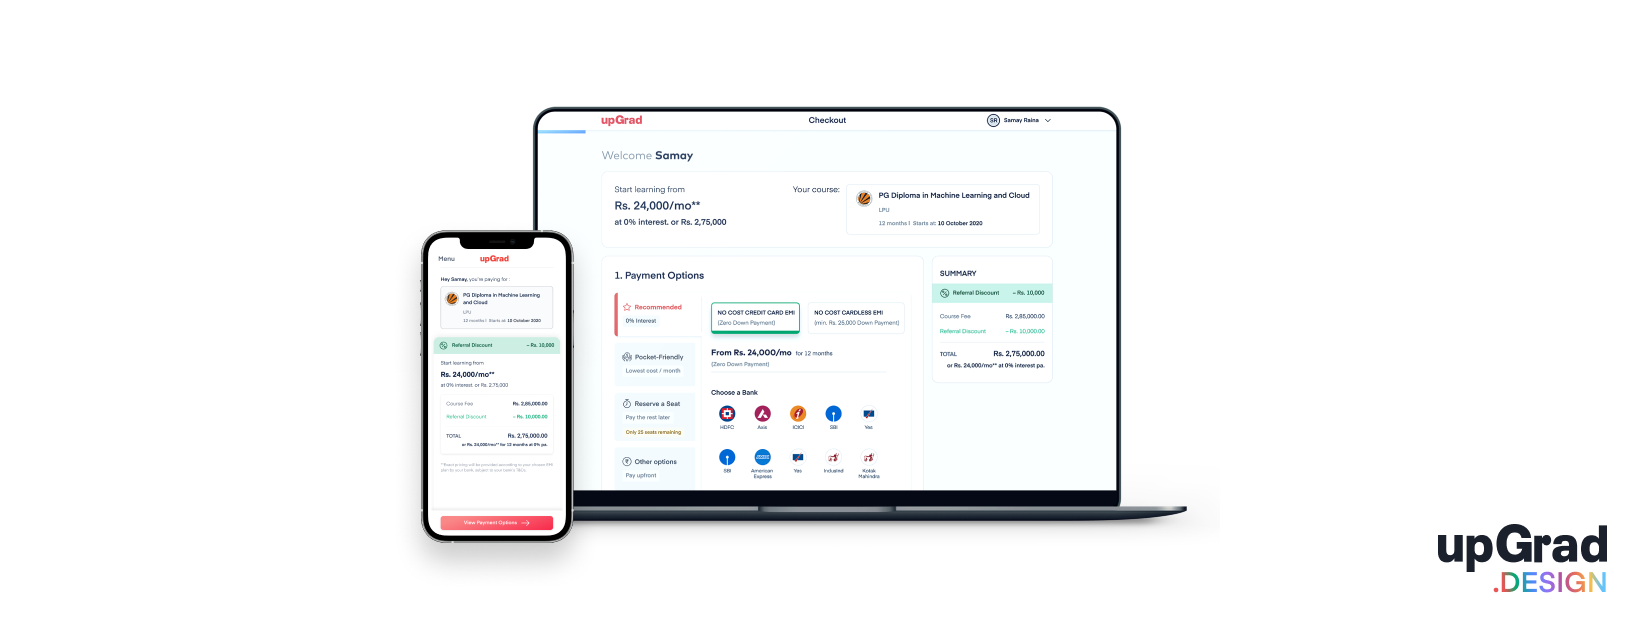 upGrad
Checkout
SR Samay Raina
Welcome Samay
Start learning from
Rs. 24,000/mo**
at 0% interest. or Rs. 2,75,000
Your course:
PG Diploma in Machine Learning and Cloud
LPU
12 months | Starts at: 10 October 2020
1. Payment Options
Recommended
0% Interest
Pocket-Friendly
Lowest cost / month
Reserve a Seat
Pay the rest later
Only 25 seats remaining
Other options
Pay upfront
NO COST CREDIT CARD EMI
(Zero Down Payment)
NO COST CARDLESS EMI
(min. Rs. 25,000 Down Payment)
From Rs. 24,000/mo for 12 months
(Zero Down Payment)
Choose a Bank
HDFC Axis ICICI SBI Yes
SBI American Express Yes IndusInd Kotak Mahindra
SUMMARY
Referral Discount - Rs. 10,000
Course Fee Rs. 2,85,000.00
Referral Discount - Rs. 10,000.00
TOTAL Rs. 2,75,000.00
or Rs. 24,000/mo** at 0% interest pa.
Menu
upGrad
Hey Samay, you're paying for :
PG Diploma in Machine Learning
and Cloud
LPU
12 months | Starts at: 10 October 2020
Referral Discount - Rs. 10,000
Start learning from
Rs. 24,000/mo**
at 0% interest. or Rs. 2,75,000
Course Fee Rs. 2,85,000.00
Referral Discount - Rs. 10,000.00
TOTAL Rs. 2,75,000.00
or Rs. 24,000/mo** for 12 months at 0% pa.
View Payment Options
upGrad
.DESIGN